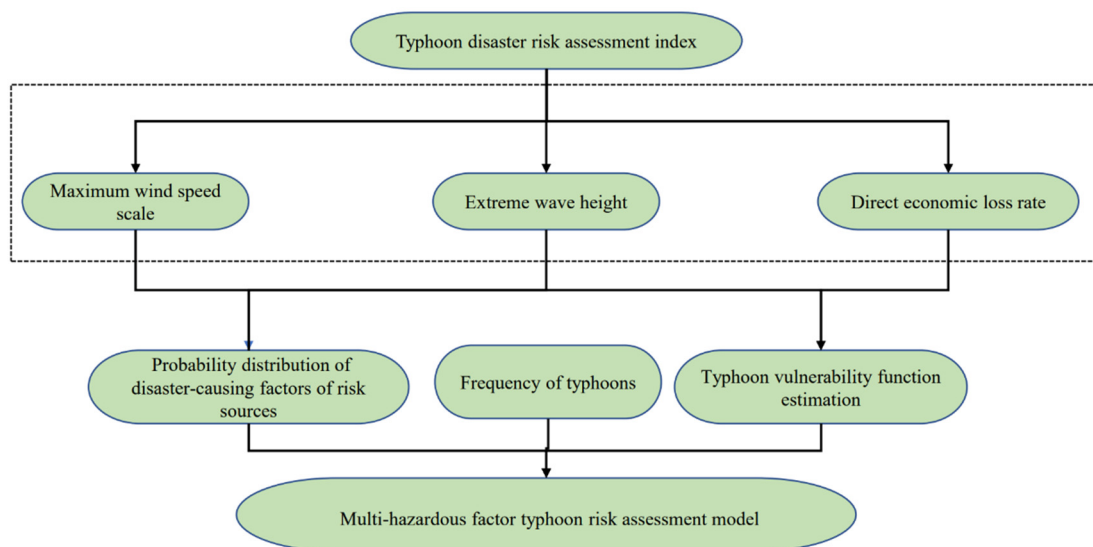 Typhoon disaster risk assessment index
Maximum wind speed
scale
Extreme wave height
Direct economic loss rate
Probability distribution of
disaster-causing factors of risk
sources
Frequency of typhoons
Typhoon vulnerability function
estimation
Multi-hazardous factor typhoon risk assessment model